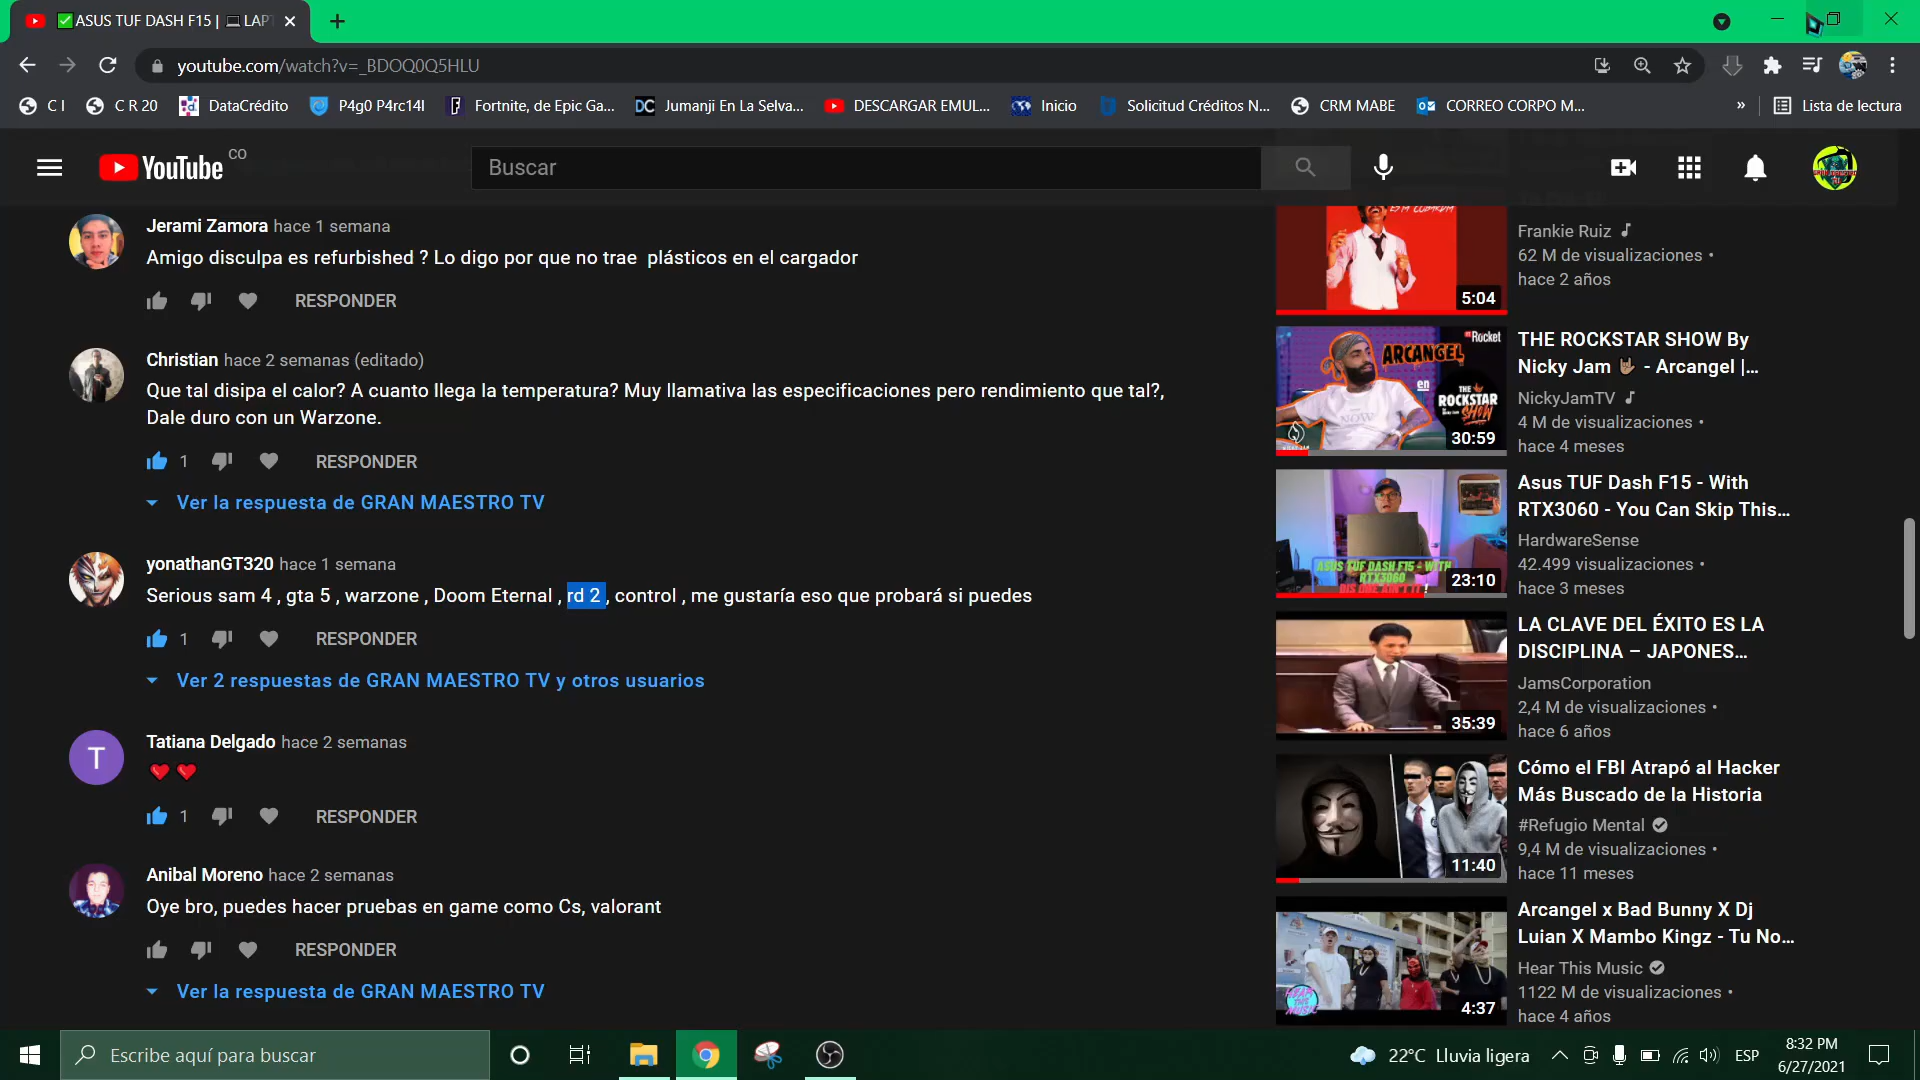 ASUS TUF DASH F15 | LAP
youtube.com/watch?v=_BDOQ0Q5HLU
C I
C R 20
DataCrédito
P4g0 P4rc14l
Fortnite, de Epic Ga...
Jumanji En La Selva...
DESCARGAR EMUL...
Inicio
Solicitud Créditos N...
CRM MABE
CORREO CORPO M...
»
Lista de lectura
YouTube CO
Buscar
Jerami Zamora hace 1 semana
Amigo disculpa es refurbished ? Lo digo por que no trae plásticos en el cargador
RESPONDER
Christian hace 2 semanas (editado)
Que tal disipa el calor? A cuanto llega la temperatura? Muy llamativa las especificaciones pero rendimiento que tal?,
Dale duro con un Warzone.
1 RESPONDER
Ver la respuesta de GRAN MAESTRO TV
yonathanGT320 hace 1 semana
Serious sam 4 , gta 5 , warzone , Doom Eternal , rd 2 , control , me gustaría eso que probará si puedes
1 RESPONDER
Ver 2 respuestas de GRAN MAESTRO TV y otros usuarios
T
Tatiana Delgado hace 2 semanas
1 RESPONDER
Anibal Moreno hace 2 semanas
Oye bro, puedes hacer pruebas en game como Cs, valorant
RESPONDER
Ver la respuesta de GRAN MAESTRO TV
5:04
Frankie Ruiz
62 M de visualizaciones •
hace 2 años
Rocket
ARCANGEL
en
THE
ROCKSTAR
SHOW
30:59
THE ROCKSTAR SHOW By
Nicky Jam - Arcangel |...
NickyJamTV
4 M de visualizaciones •
hace 4 meses
ASUS TUF DASH F15 - WITH
RTX3060
23:10
Asus TUF Dash F15 - With
RTX3060 - You Can Skip This...
HardwareSense
42.499 visualizaciones •
hace 3 meses
35:39
LA CLAVE DEL ÉXITO ES LA
DISCIPLINA – JAPONES...
JamsCorporation
2,4 M de visualizaciones •
hace 6 años
11:40
Cómo el FBI Atrapó al Hacker
Más Buscado de la Historia
#Refugio Mental
9,4 M de visualizaciones •
hace 11 meses
4:37
Arcangel x Bad Bunny X Dj
Luian X Mambo Kingz - Tu No...
Hear This Music
1122 M de visualizaciones •
hace 4 años
Escribe aquí para buscar
22°C Lluvia ligera
ESP
8:32 PM
6/27/2021